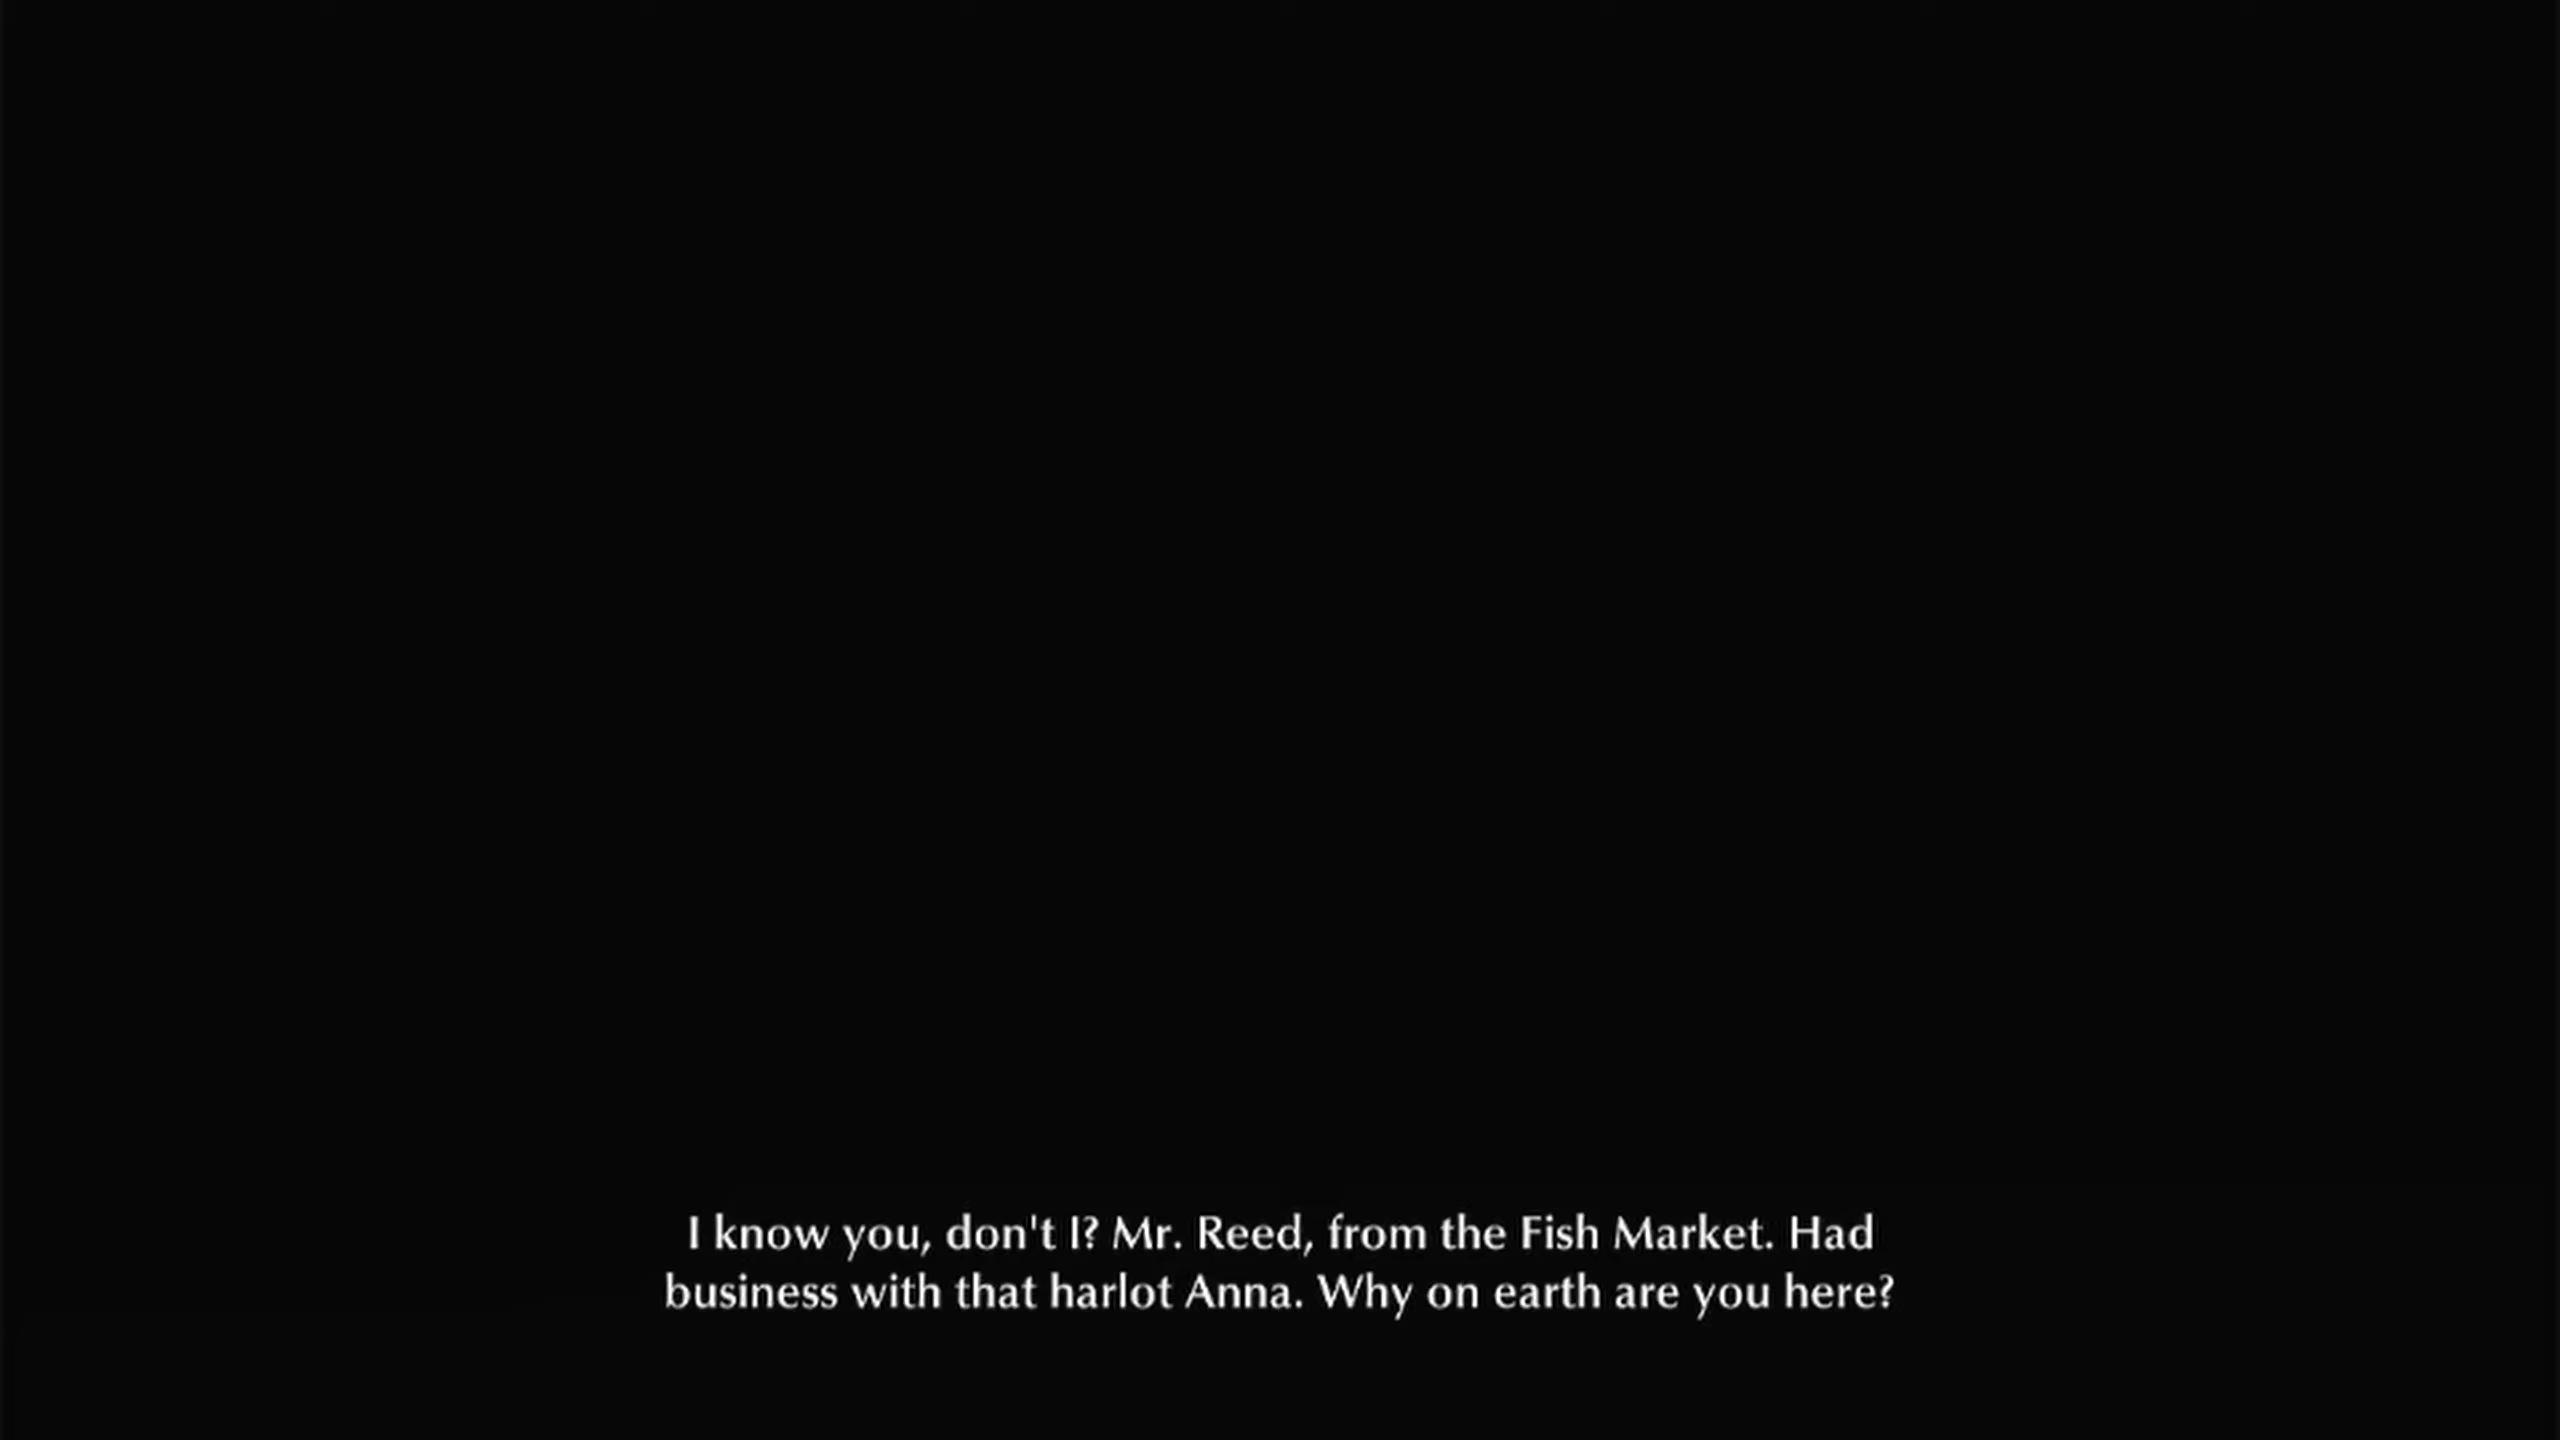 I know you, don't I? Mr. Reed, from the Fish Market. Had
business with that harlot Anna. Why on earth are you here?